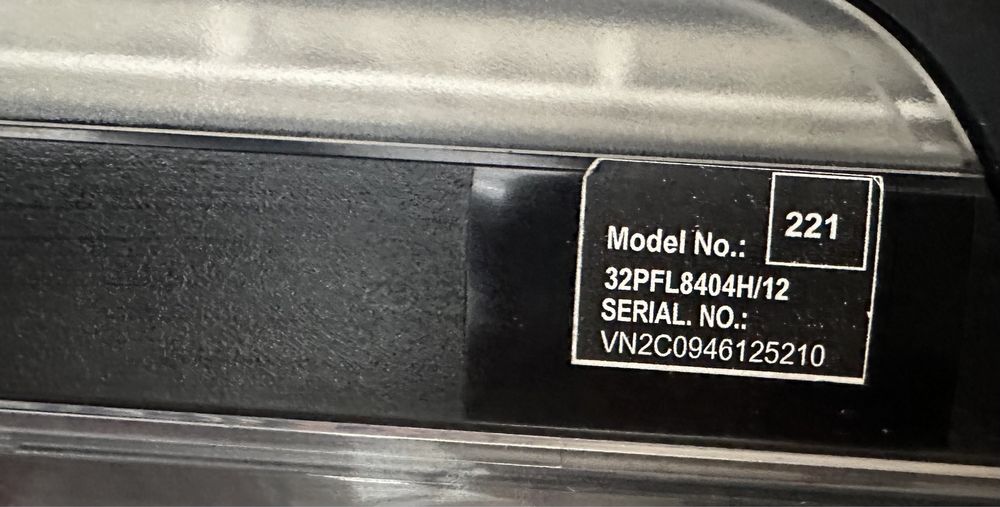 221
Model No.:
32PFL8404H/12
SERIAL. NO.:
VN2C0946125210